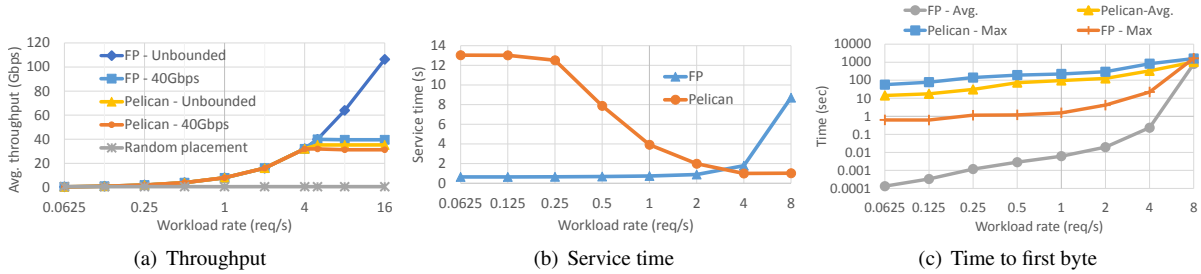 120
100
80
60
40
20
0
Avg. throughput (Gbps)
FP - Unbounded
FP - 40Gbps
Pelican - Unbounded
Pelican - 40Gbps
Random placement
0.0625 0.25 1 4 16
Workload rate (req/s)
(a) Throughput
14
12
10
8
6
4
2
0
Service time (s)
FP
Pelican
0.0625 0.125 0.25 0.5 1 2 4 8
Workload rate (req/s)
(b) Service time
FP - Avg. Pelican-Avg.
Pelican - Max FP - Max
10000
1000
100
10
1
0.1
0.01
0.001
0.0001
Time (sec)
0.0625 0.125 0.25 0.5 1 2 4 8
Workload rate (req/s)
(c) Time to first byte